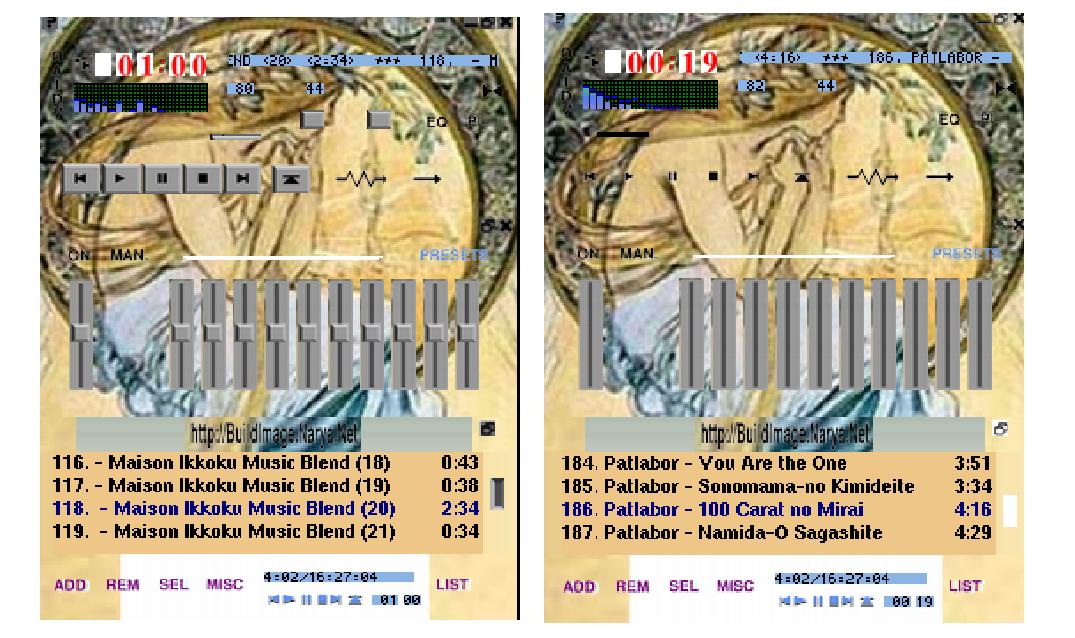 01:00
END <20> <2:34> *** 118. - M
80 44
EQ P
ON MAN. PRESETS
http://BuildImage.Narya.Net
116. - Maison Ikkoku Music Blend (18) 0:43
117. - Maison Ikkoku Music Blend (19) 0:38
118. - Maison Ikkoku Music Blend (20) 2:34
119. - Maison Ikkoku Music Blend (21) 0:34
ADD REM SEL MISC 4:02/16:27:04 LIST
01 00
00:19
<4:16> *** 186. PATLABOR -
82 44
EQ P
ON MAN. PRESETS
http://BuildImage.Narya.Net
184. Patlabor - You Are the One 3:51
185. Patlabor - Sonomama-no Kimideite 3:34
186. Patlabor - 100 Carat no Mirai 4:16
187. Patlabor - Namida-O Sagashite 4:29
ADD REM SEL MISC 4:02/16:27:04 LIST
00 19